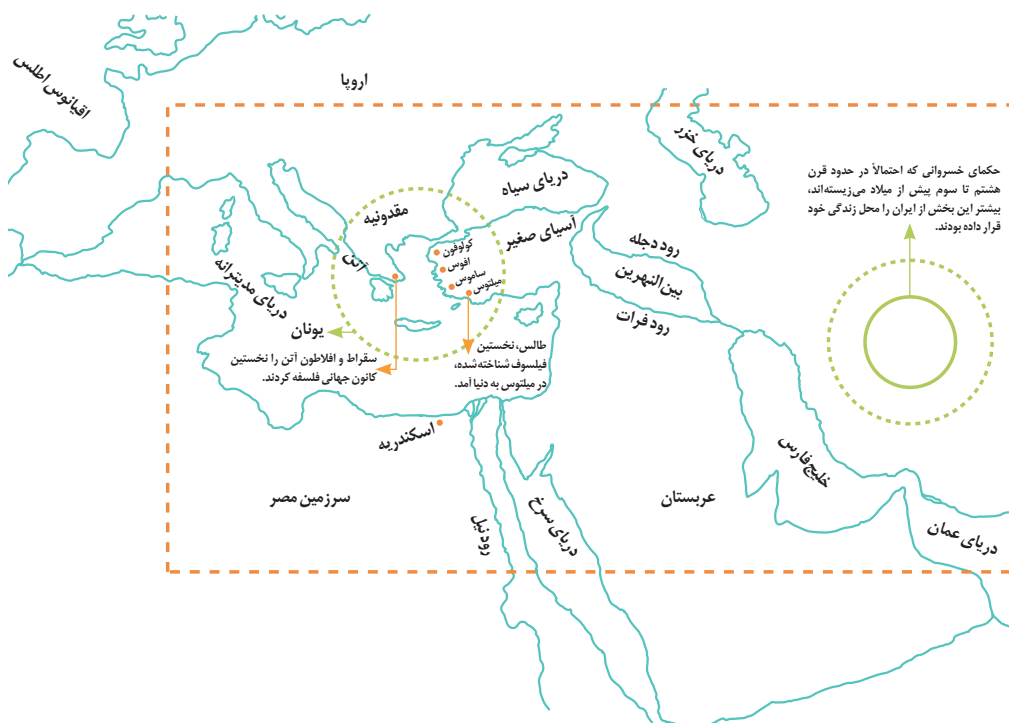 اروپا
اقیانوس اطلس
دریای خزر
حکمای خسروانی که احتمالاً در حدود قرن
هشتم تا سوم پیش از میلاد می‌زیسته‌اند،
بیشتر این بخش از ایران را محل زندگی خود
قرار داده بودند.
دریای سیاه
مقدونیه
آسیای صغیر
کولوفون
افوس
ساموس
میلتوس
آتن
رود دجله
بین‌النهرین
رود فرات
دریای مدیترانه
یونان
طالس، نخستین
فیلسوف شناخته‌شده،
در میلتوس به دنیا آمد.
سقراط و افلاطون آتن را نخستین
کانون جهانی فلسفه کردند.
اسکندریه
خلیج فارس
عربستان
سرزمین مصر
رود نیل
دریای سرخ
دریای عمان